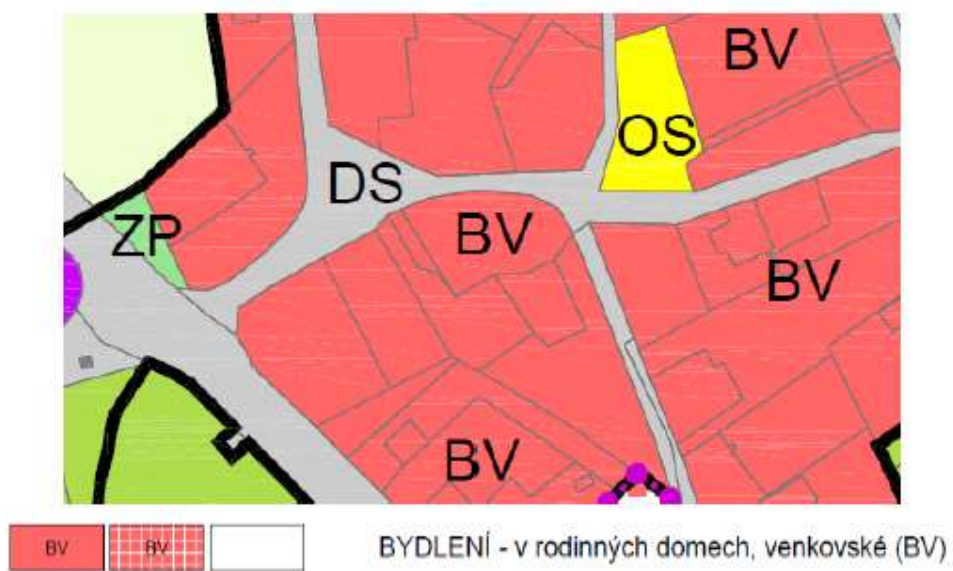 BV
OS
DS
ZP
BV
BV
BV
BV BV BYDLENÍ - v rodinných domech, venkovské (BV)